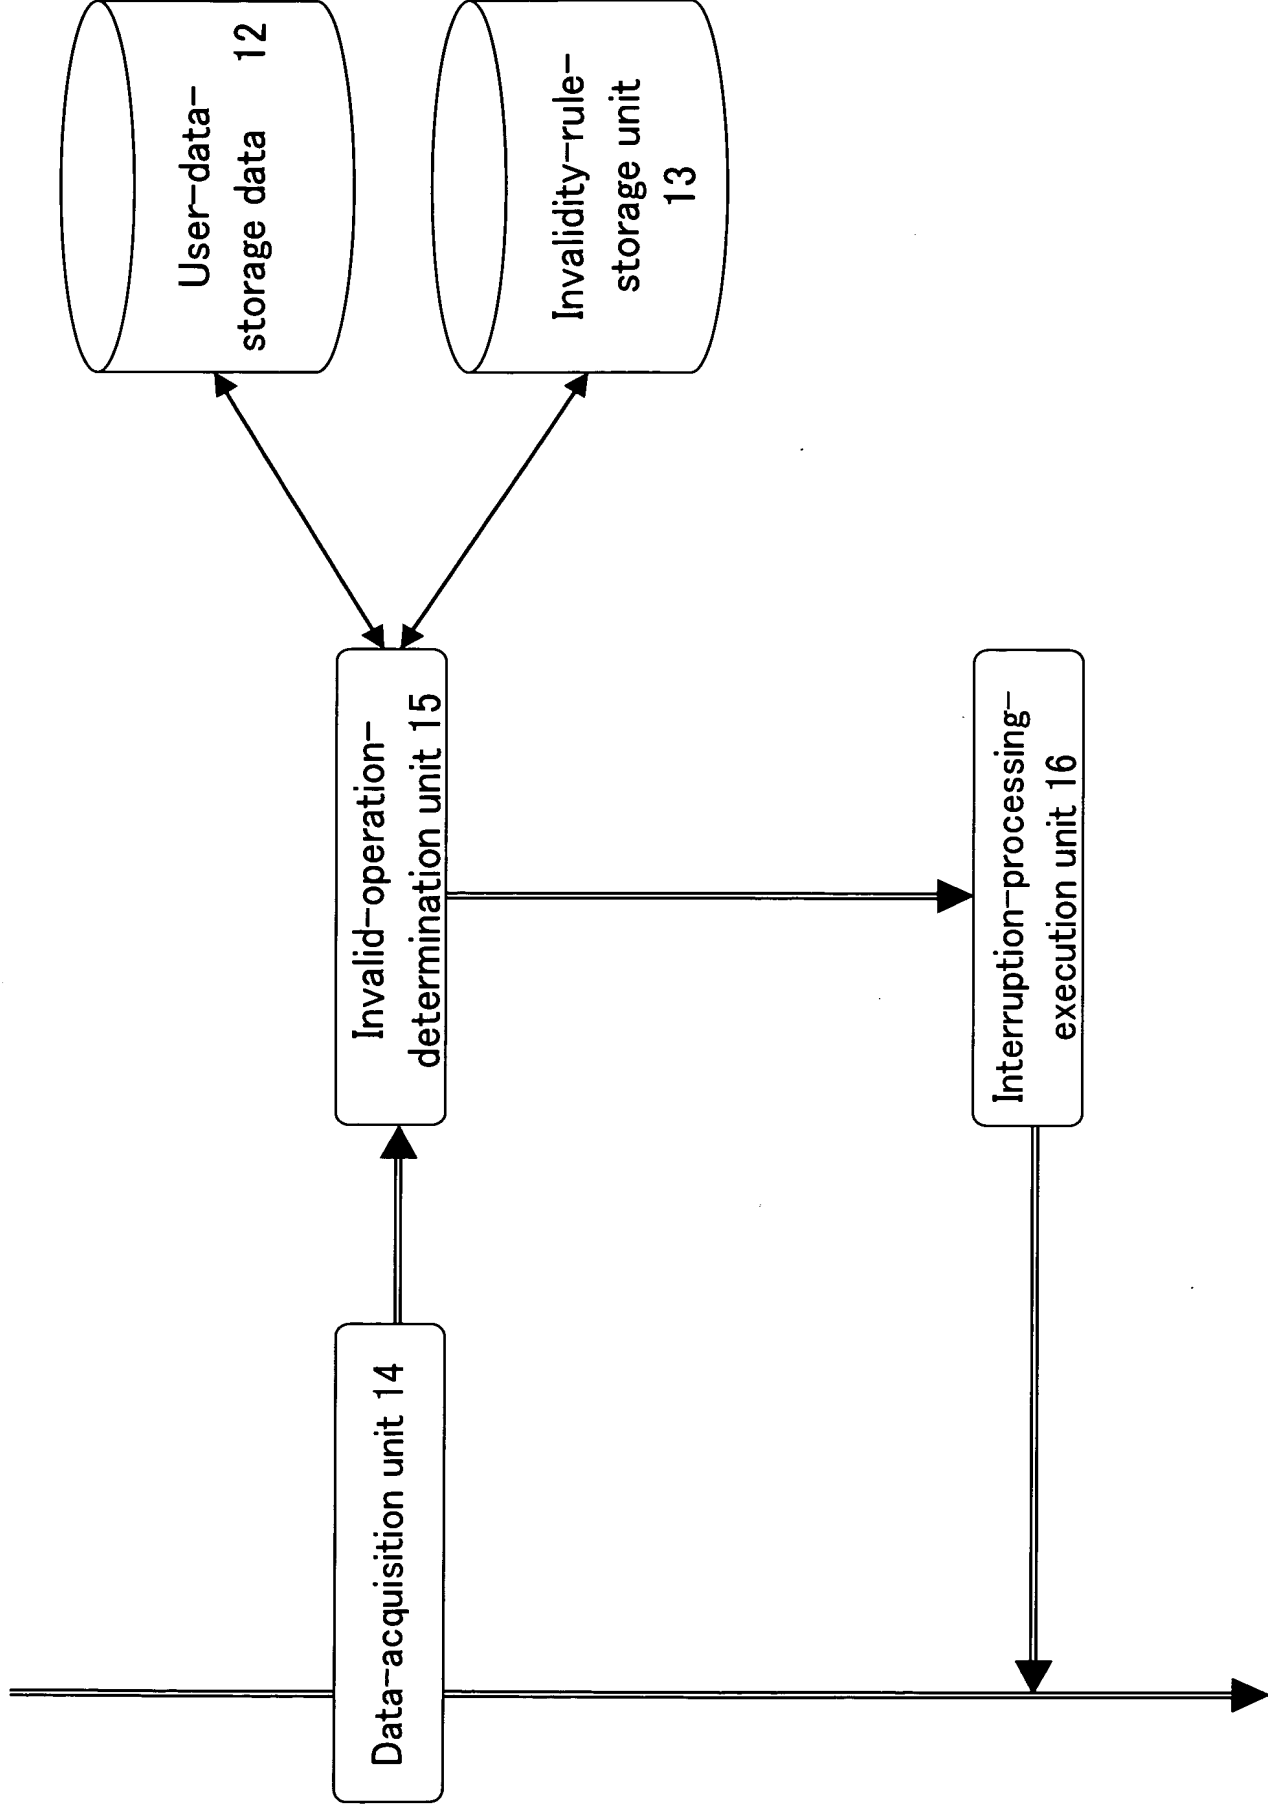 User-data-
storage data 12
Invalidity-rule-
storage unit
13
Invalid-operation-
determination unit 15
Interruption-processing-
execution unit 16
Data-acquisition unit 14